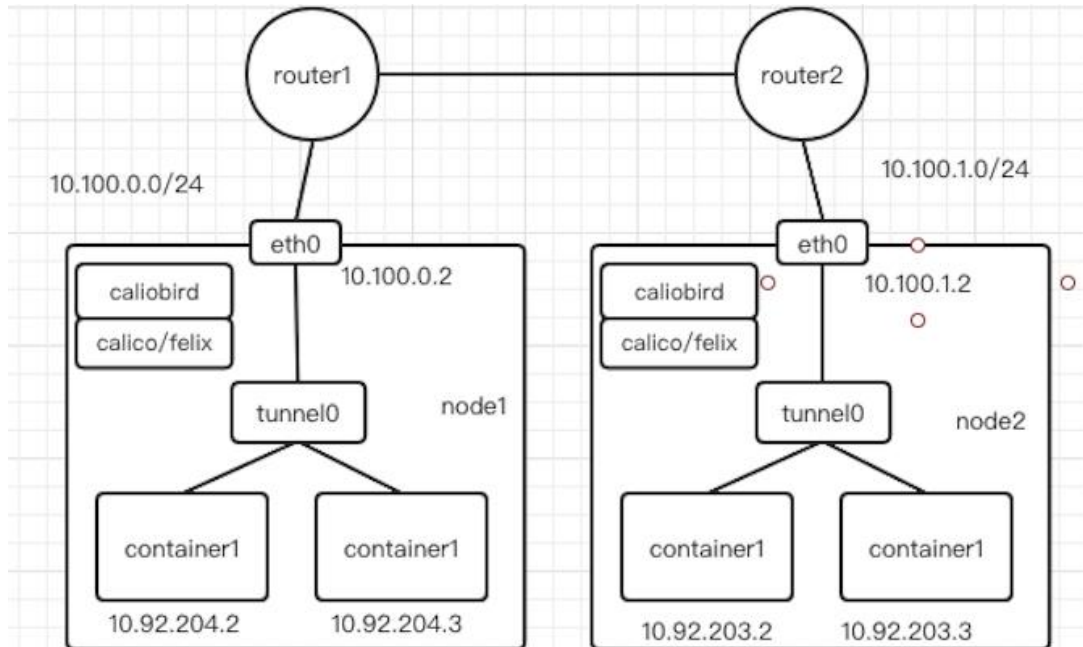 router1
router2
10.100.0.0/24
10.100.1.0/24
eth0
10.100.0.2
caliobird
calico/felix
tunnel0
node1
container1
container1
10.92.204.2
10.92.204.3
eth0
10.100.1.2
caliobird
calico/felix
tunnel0
node2
container1
container1
10.92.203.2
10.92.203.3